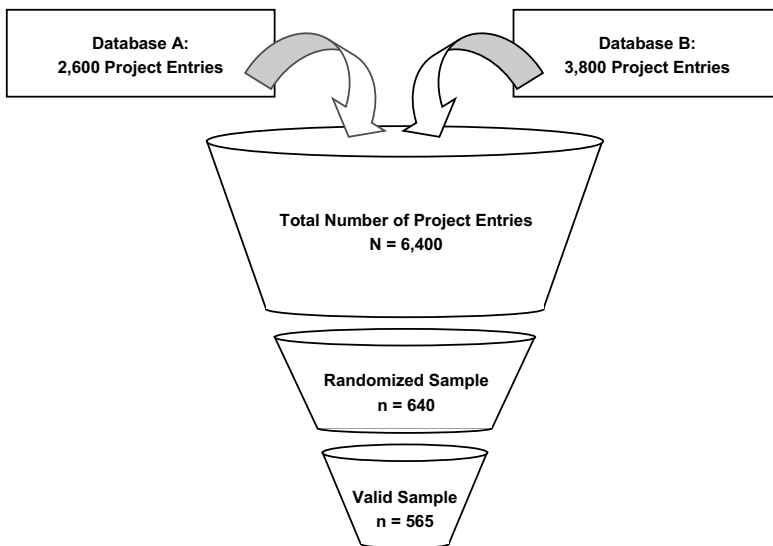 Database A:
2,600 Project Entries
Database B:
3,800 Project Entries
Total Number of Project Entries
N = 6,400
Randomized Sample
n = 640
Valid Sample
n = 565